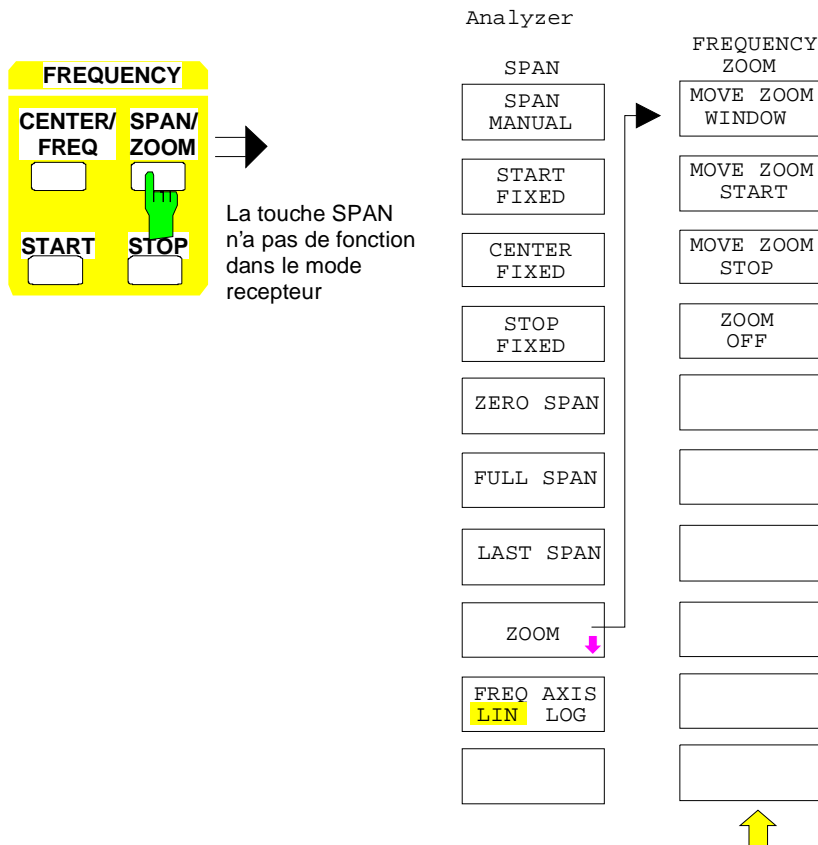 FREQUENCY
CENTER/ SPAN/
FREQ ZOOM
START STOP
La touche SPAN
n'a pas de fonction
dans le mode
recepteur
Analyzer
SPAN
SPAN
MANUAL
START
FIXED
CENTER
FIXED
STOP
FIXED
ZERO SPAN
FULL SPAN
LAST SPAN
ZOOM
FREQ AXIS
LIN LOG
FREQUENCY
ZOOM
MOVE ZOOM
WINDOW
MOVE ZOOM
START
MOVE ZOOM
STOP
ZOOM
OFF